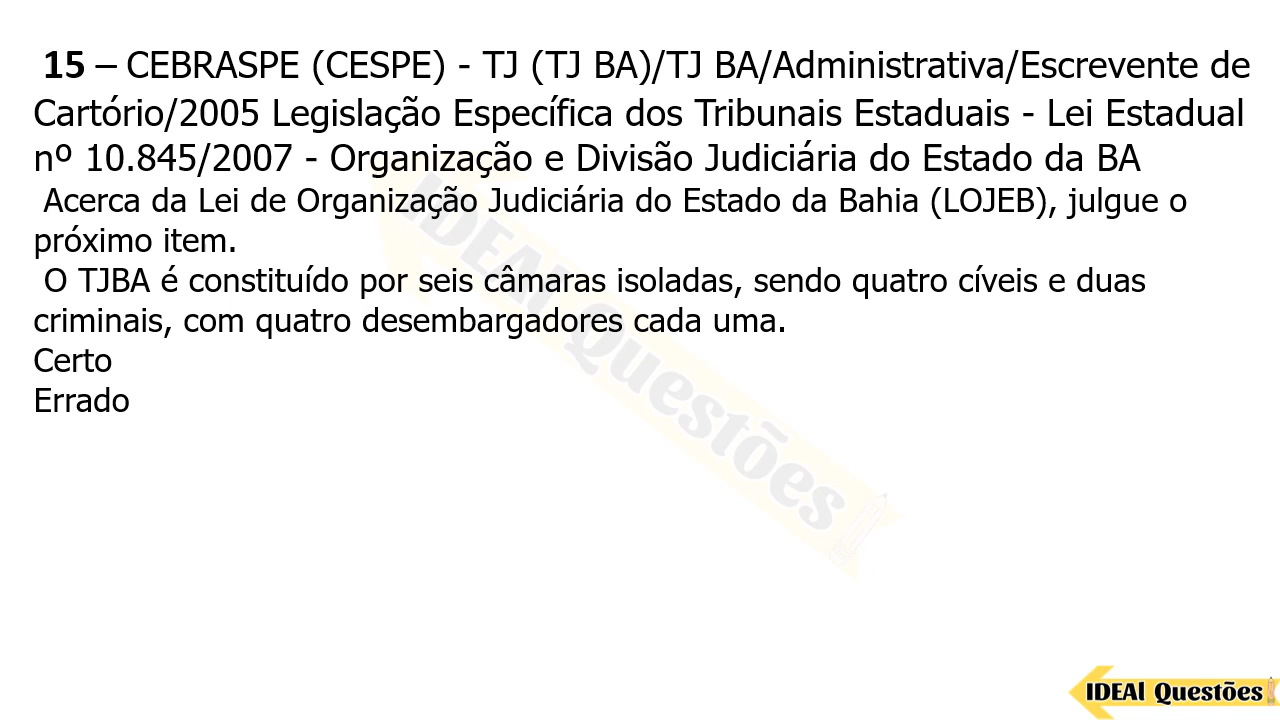 15 – CEBRASPE (CESPE) - TJ (TJ BA)/TJ BA/Administrativa/Escrevente de
Cartório/2005 Legislação Específica dos Tribunais Estaduais - Lei Estadual
nº 10.845/2007 - Organização e Divisão Judiciária do Estado da BA
Acerca da Lei de Organização Judiciária do Estado da Bahia (LOJEB), julgue o
próximo item.
O TJBA é constituído por seis câmaras isoladas, sendo quatro cíveis e duas
criminais, com quatro desembargadores cada uma.
Certo
Errado
IDEAl Questões
IDEAl Questões